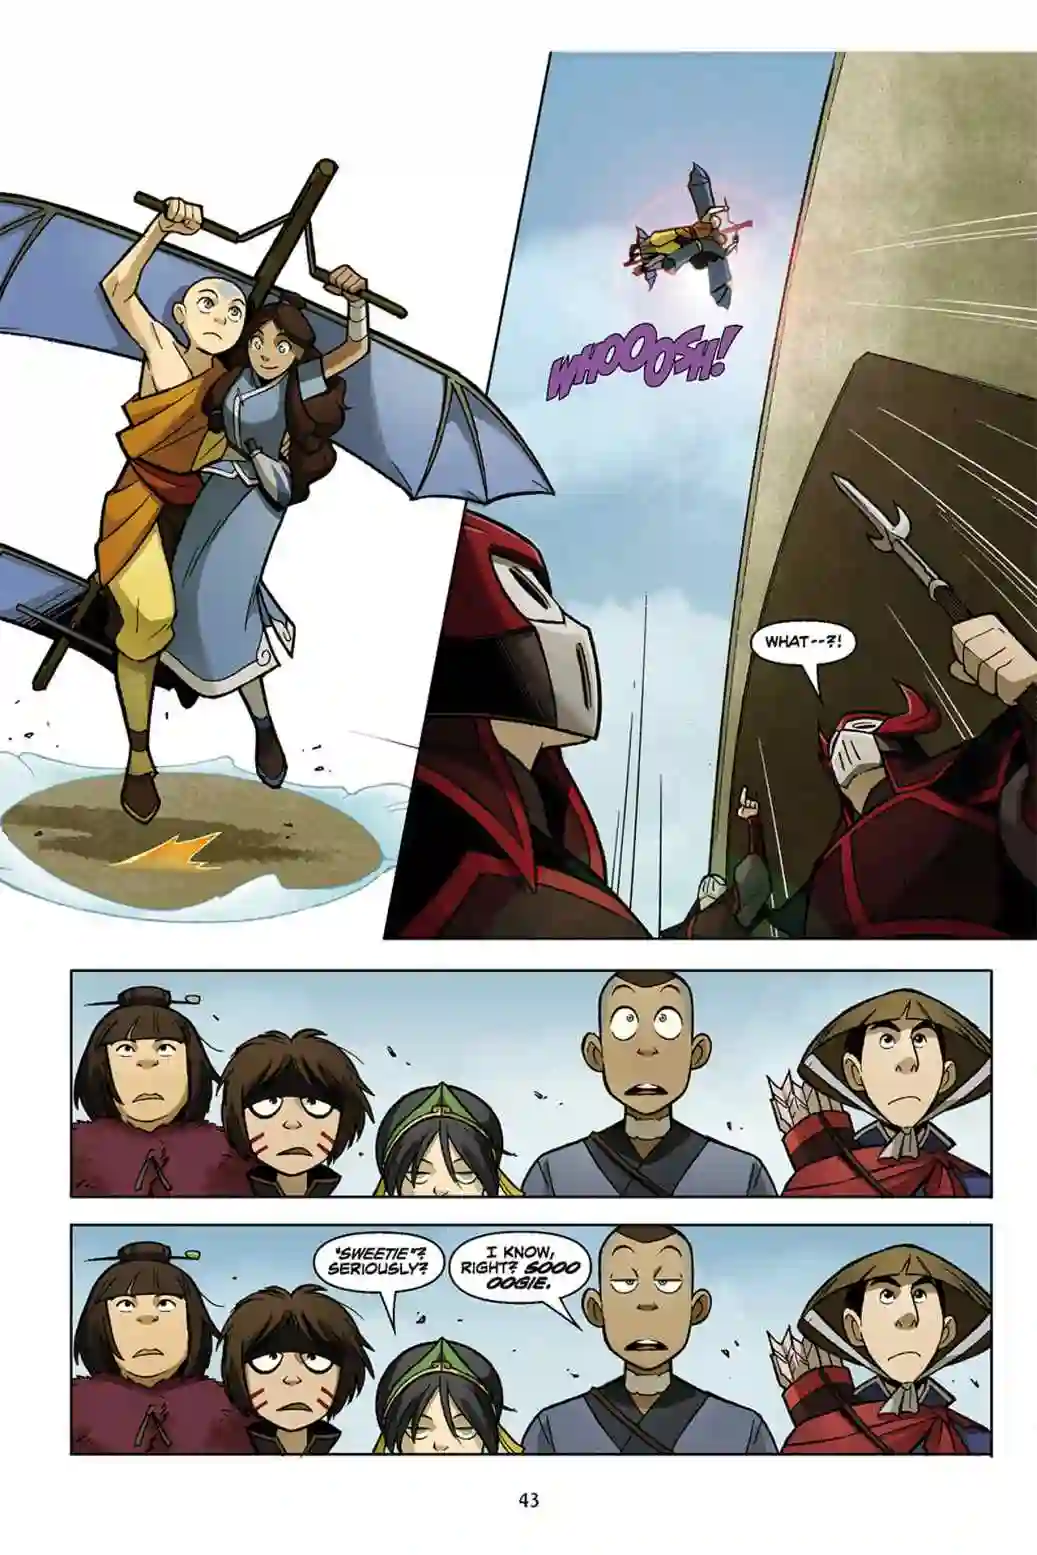 WHOOOSH!
WHAT--?!
"SWEETIE"?
SERIOUSLY?
I KNOW,
RIGHT? SOOO
OOGIE.
43